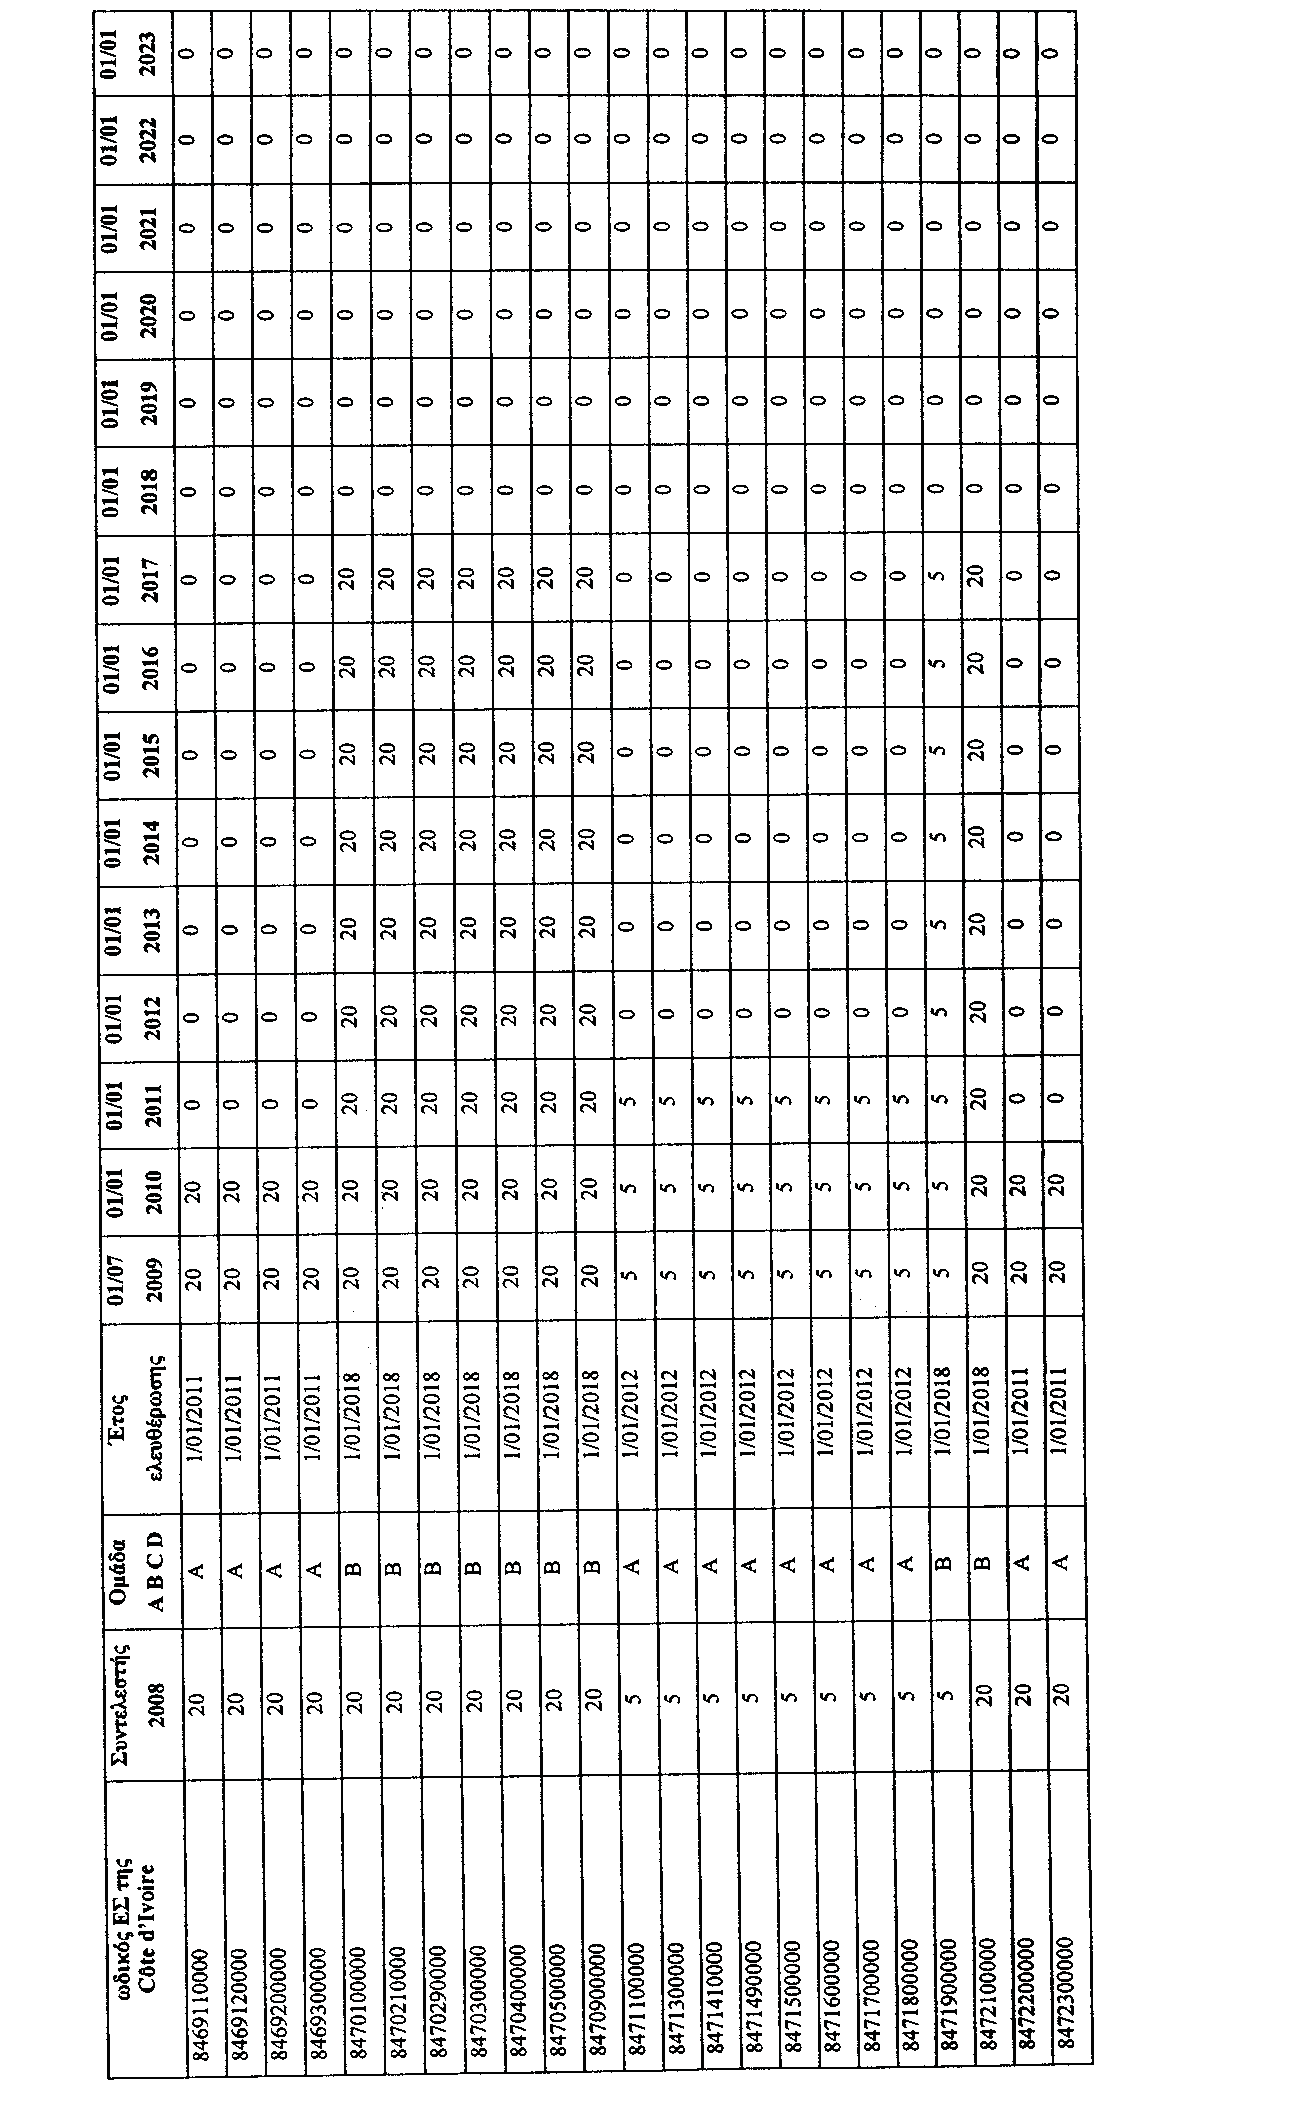 ωδικός ΕΣ της Συντελεστής Ομάδα Έτος 01/07 01/01 01/01 01/01 01/01 01/01 01/01 01/01 01/01 01/01 01/01 01/01 01/01 01/01 01/01
Côte d'Ivoire 2008 A B C D ελευθέρωσης 2009 2010 2011 2012 2013 2014 2015 2016 2017 2018 2019 2020 2021 2022 2023
8469110000 20 A 1/01/2011 20 20 0 0 0 0 0 0 0 0 0 0 0 0 0
8469120000 20 A 1/01/2011 20 20 0 0 0 0 0 0 0 0 0 0 0 0 0
8469200000 20 A 1/01/2011 20 20 0 0 0 0 0 0 0 0 0 0 0 0 0
8469300000 20 A 1/01/2011 20 20 0 0 0 0 0 0 0 0 0 0 0 0 0
8470100000 20 B 1/01/2018 20 20 20 20 20 20 20 20 20 0 0 0 0 0 0
8470210000 20 B 1/01/2018 20 20 20 20 20 20 20 20 20 0 0 0 0 0 0
8470290000 20 B 1/01/2018 20 20 20 20 20 20 20 20 20 0 0 0 0 0 0
8470300000 20 B 1/01/2018 20 20 20 20 20 20 20 20 20 0 0 0 0 0 0
8470400000 20 B 1/01/2018 20 20 20 20 20 20 20 20 20 0 0 0 0 0 0
8470500000 20 B 1/01/2018 20 20 20 20 20 20 20 20 20 0 0 0 0 0 0
8470900000 20 B 1/01/2018 20 20 20 20 20 20 20 20 20 0 0 0 0 0 0
8471100000 5 A 1/01/2012 5 5 5 0 0 0 0 0 0 0 0 0 0 0 0
8471300000 5 A 1/01/2012 5 5 5 0 0 0 0 0 0 0 0 0 0 0 0
8471410000 5 A 1/01/2012 5 5 5 0 0 0 0 0 0 0 0 0 0 0 0
8471490000 5 A 1/01/2012 5 5 5 0 0 0 0 0 0 0 0 0 0 0 0
8471500000 5 A 1/01/2012 5 5 5 0 0 0 0 0 0 0 0 0 0 0 0
8471600000 5 A 1/01/2012 5 5 5 0 0 0 0 0 0 0 0 0 0 0 0
8471700000 5 A 1/01/2012 5 5 5 0 0 0 0 0 0 0 0 0 0 0 0
8471800000 5 A 1/01/2012 5 5 5 0 0 0 0 0 0 0 0 0 0 0 0
8471900000 5 B 1/01/2018 5 5 5 5 5 5 5 5 5 0 0 0 0 0 0
8472100000 20 B 1/01/2018 20 20 20 20 20 20 20 20 20 0 0 0 0 0 0
8472200000 20 A 1/01/2011 20 20 0 0 0 0 0 0 0 0 0 0 0 0 0
8472300000 20 A 1/01/2011 20 20 0 0 0 0 0 0 0 0 0 0 0 0 0